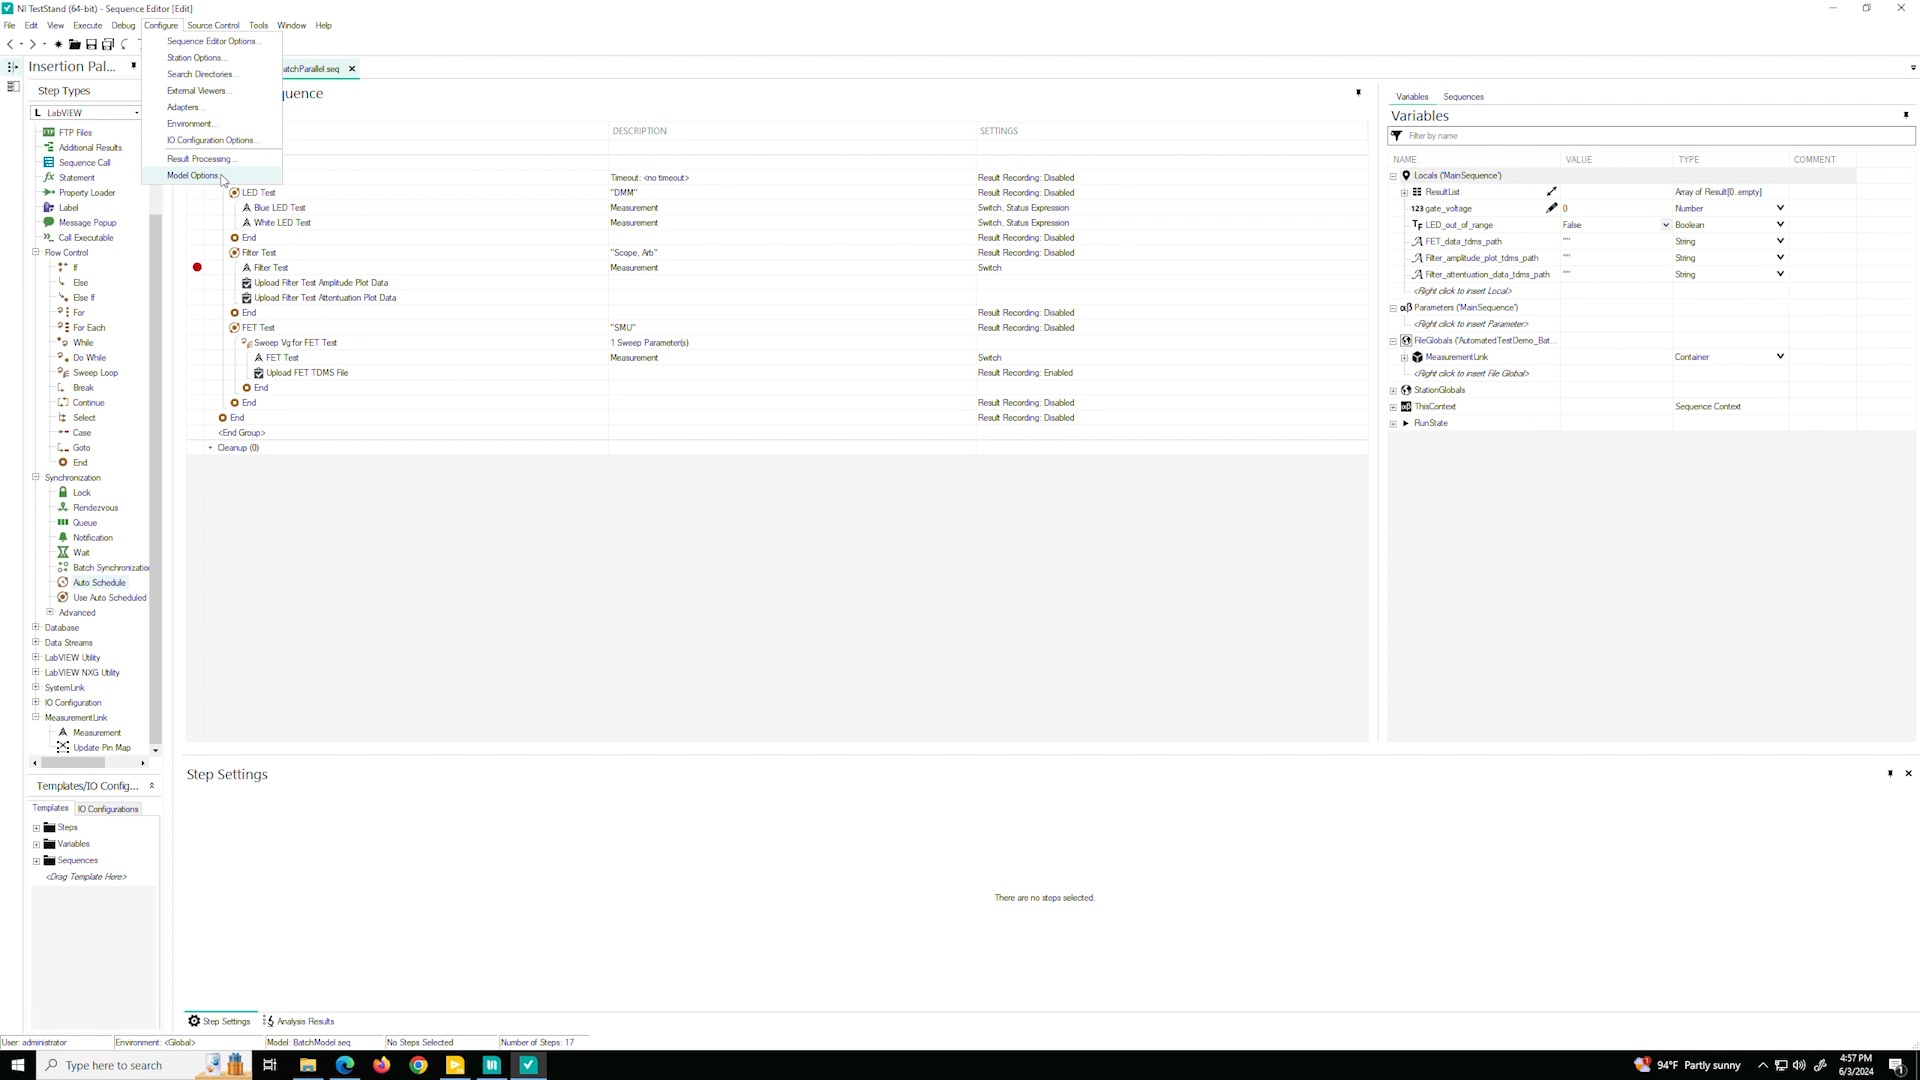 NI TestStand (64-bit) - Sequence Editor [Edit]
File Edit View Execute Debug Configure Source Control Tools Window Help
Sequence Editor Options...
Station Options...
Search Directories...
External Viewers...
Adapters...
Environment...
IO Configuration Options...
Result Processing...
Model Options...
Insertion Pal...
Step Types
LabVIEW
FTP Files
Additional Results
Sequence Call
Statement
Property Loader
Label
Message Popup
Call Executable
Flow Control
If
Else
Else If
For
For Each
While
Do While
Sweep Loop
Break
Continue
Select
Case
Goto
End
Synchronization
Lock
Rendezvous
Queue
Notification
Wait
Batch Synchronization
Auto Schedule
Use Auto Scheduled
Advanced
Database
Data Streams
LabVIEW Utility
LabVIEW NXG Utility
SystemLink
IO Configuration
MeasurementLink
Measurement
Update Pin Map
Templates/IO Config...
Templates IO Configurations
Steps
Variables
Sequences
<Drag Template Here>
atchParallel.seq
quence
DESCRIPTION SETTINGS
Timeout: <no timeout> Result Recording: Disabled
LED Test "DMM" Result Recording: Disabled
Blue LED Test Measurement Switch, Status Expression
White LED Test Measurement Switch, Status Expression
End Result Recording: Disabled
Filter Test "Scope, Arb" Result Recording: Disabled
Filter Test Measurement Switch
Upload Filter Test Amplitude Plot Data
Upload Filter Test Attentuation Plot Data
End Result Recording: Disabled
FET Test "SMU" Result Recording: Disabled
Sweep Vg for FET Test 1 Sweep Parameter(s)
FET Test Measurement Switch
Upload FET TDMS File Result Recording: Enabled
End
End Result Recording: Disabled
End Result Recording: Disabled
<End Group>
+ Cleanup (0)
Variables Sequences
Variables
Filter by name
NAME VALUE TYPE COMMENT
Locals ('MainSequence')
ResultList Array of Result[0..empty]
123 gate_voltage 0 Number
TF LED_out_of_range False Boolean
FET_data_tdms_path "" String
Filter_amplitude_plot_tdms_path "" String
Filter_attentuation_data_tdms_path "" String
<Right click to insert Local>
αβ Parameters ('MainSequence')
<Right click to insert Parameter>
FileGlobals ('AutomatedTestDemo_Bat...
MeasurementLink Container
<Right click to insert File Global>
StationGlobals
ThisContext Sequence Context
RunState
Step Settings
There are no steps selected.
Step Settings Analysis Results
User: administrator Environment: <Global> Model: BatchModel.seq No Steps Selected Number of Steps: 17
Type here to search
1
94°F Partly sunny
4:57 PM
6/3/2024
1